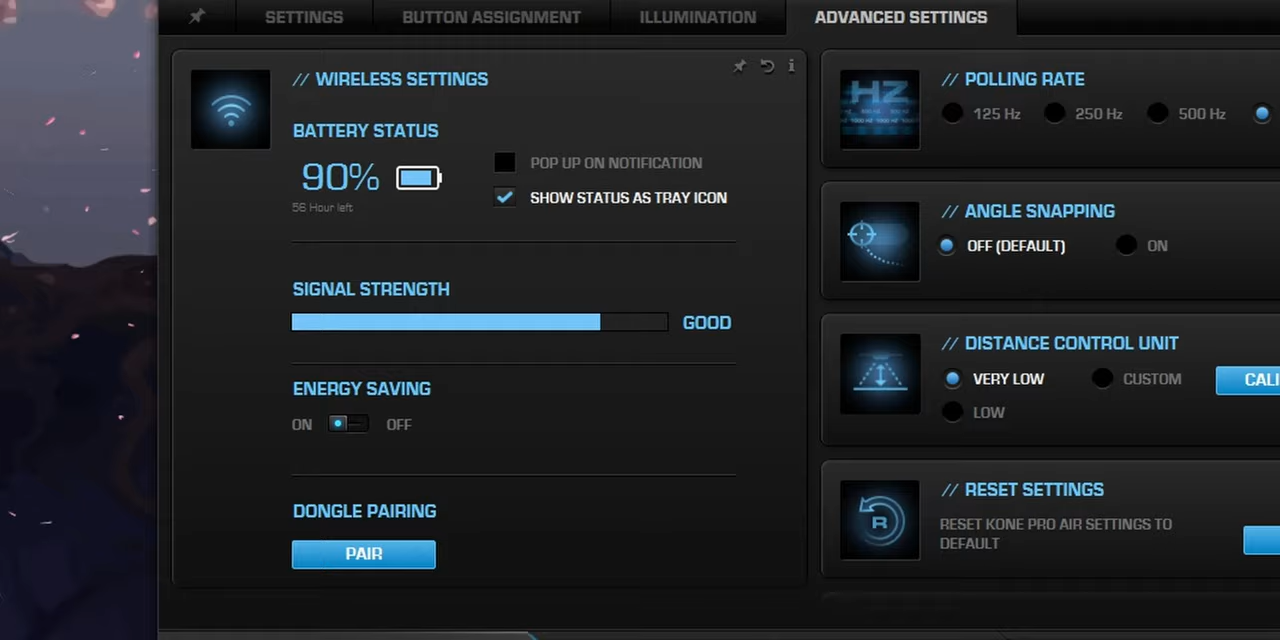 SETTINGS
BUTTON ASSIGNMENT
ILLUMINATION
ADVANCED SETTINGS
// WIRELESS SETTINGS
BATTERY STATUS
90%
56 Hour left
POP UP ON NOTIFICATION
SHOW STATUS AS TRAY ICON
SIGNAL STRENGTH
GOOD
ENERGY SAVING
ON
OFF
DONGLE PAIRING
PAIR
HZ
// POLLING RATE
125 Hz
250 Hz
500 Hz
// ANGLE SNAPPING
OFF (DEFAULT)
ON
// DISTANCE CONTROL UNIT
VERY LOW
CUSTOM
CALI
LOW
R
// RESET SETTINGS
RESET KONE PRO AIR SETTINGS TO
DEFAULT